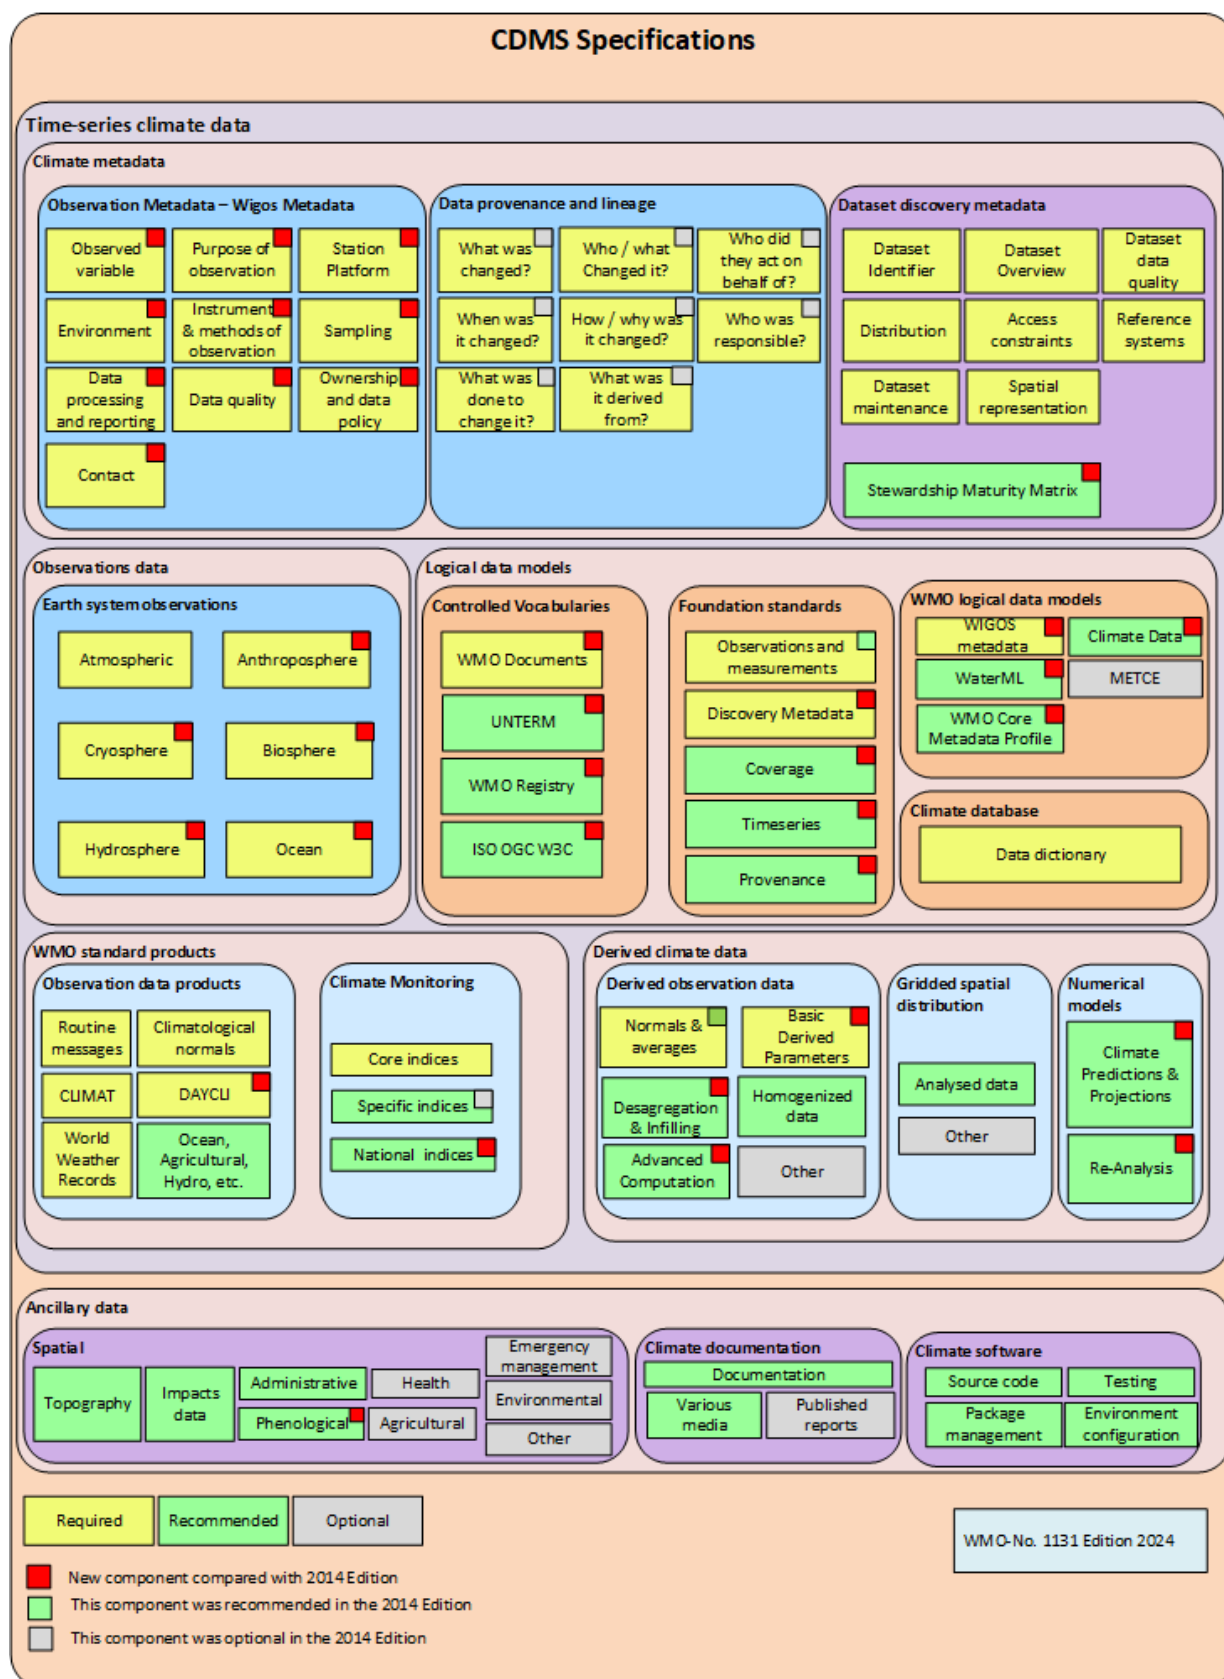 CDMS Specifications
Time-series climate data
Climate metadata
Observation Metadata – Wigos Metadata
Observed
variable
Purpose of
observation
Station
Platform
Environment
Instrument
& methods of
observation
Sampling
Data
processing
and reporting
Data quality
Ownership
and data
policy
Contact
Data provenance and lineage
What was
changed?
Who / what
Changed it?
Who did
they act on
behalf of?
When was
it changed?
How / why was
it changed?
Who was
responsible?
What was
done to
change it?
What was
it derived
from?
Dataset discovery metadata
Dataset
Identifier
Dataset
Overview
Dataset
data
quality
Distribution
Access
constraints
Reference
systems
Dataset
maintenance
Spatial
representation
Stewardship Maturity Matrix
Observations data
Earth system observations
Atmospheric
Anthroposphere
Cryosphere
Biosphere
Hydrosphere
Ocean
Logical data models
Controlled Vocabularies
WMO Documents
UNTERM
WMO Registry
ISO OGC W3C
Foundation standards
Observations and
measurements
Discovery Metadata
Coverage
Timeseries
Provenance
WMO logical data models
WIGOS
metadata
Climate Data
WaterML
METCE
WMO Core
Metadata Profile
Climate database
Data dictionary
WMO standard products
Observation data products
Routine
messages
Climatological
normals
CLIMAT
DAYCLI
World
Weather
Records
Ocean,
Agricultural,
Hydro, etc.
Climate Monitoring
Core indices
Specific indices
National indices
Derived climate data
Derived observation data
Normals &
averages
Basic
Derived
Parameters
Desagregation
& Infilling
Homogenized
data
Advanced
Computation
Other
Gridded spatial
distribution
Analysed data
Other
Numerical
models
Climate
Predictions &
Projections
Re-Analysis
Ancillary data
Spatial
Topography
Impacts
data
Administrative
Health
Phenological
Agricultural
Emergency
management
Environmental
Other
Climate documentation
Documentation
Various
media
Published
reports
Climate software
Source code
Testing
Package
management
Environment
configuration
Required
Recommended
Optional
WMO-No. 1131 Edition 2024
New component compared with 2014 Edition
This component was recommended in the 2014 Edition
This component was optional in the 2014 Edition